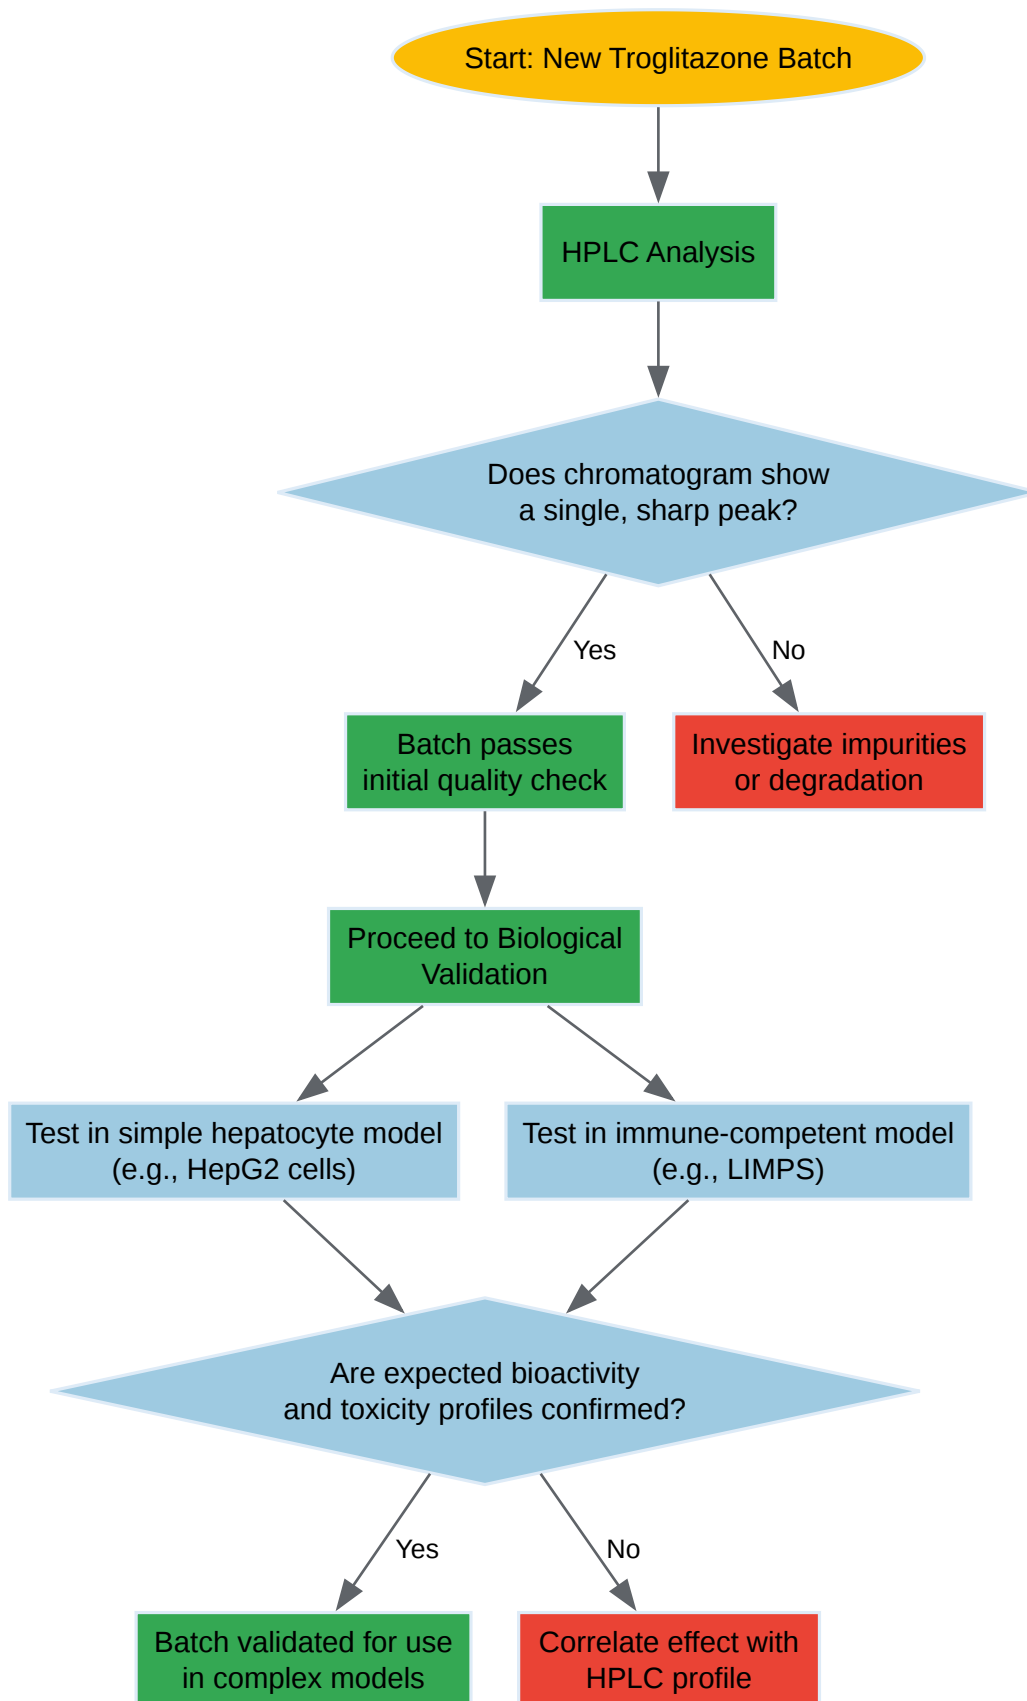 Start: New Troglitazone Batch
HPLC Analysis
Does chromatogram show
a single, sharp peak?
Yes
No
Batch passes
initial quality check
Investigate impurities
or degradation
Proceed to Biological
Validation
Test in simple hepatocyte model
(e.g., HepG2 cells)
Test in immune-competent model
(e.g., LIMPS)
Are expected bioactivity
and toxicity profiles confirmed?
Yes
No
Batch validated for use
in complex models
Correlate effect with
HPLC profile